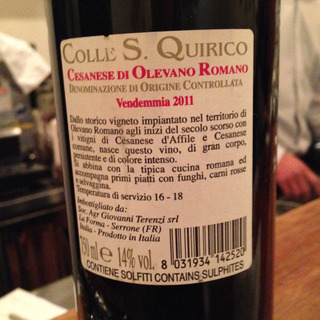 COLLE S. QUIRICO
CESANESE DI OLEVANO ROMANO
DENOMINAZIONE DI ORIGINE CONTROLLATA
Vendemmia 2011
Dallo storico vigneto impiantato nel territorio di
Olevano Romano agli inizi del secolo scorso con
i vitigni di Cesanese d'Affile e Cesanese
comune, nasce questo vino, di gran corpo,
persistente e di colore intenso.
Si abbina con la tipica cucina romana ed
accompagna primi piatti con funghi, carni rosse
e selvaggina.
Temperatura di servizio 16 - 18
Imbottigliato da:
Soc. Agr Giovanni Terenzi srl
La Forma - Serrone (FR)
Italia - Prodotto in Italia
750 ml e 14% vol.
8 031934 142520
CONTIENE SOLFITI CONTAINS SULPHITES